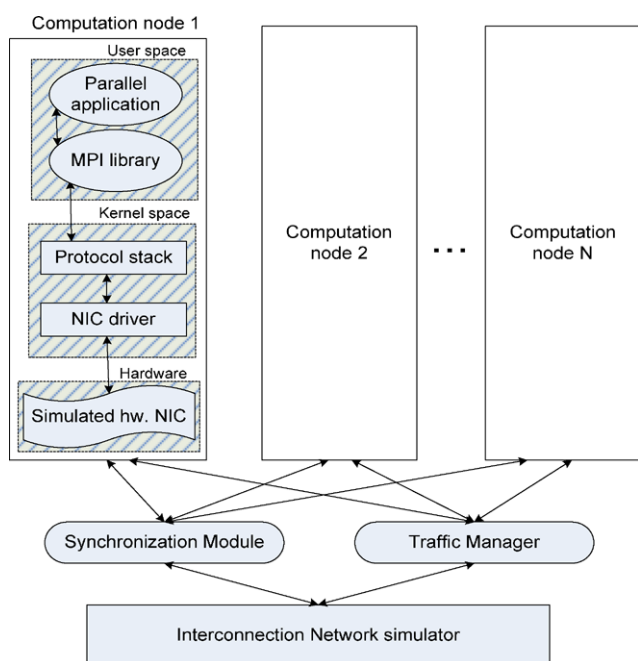 Computation node 1
User space
Parallel
application
MPI library
Kernel space
Protocol stack
NIC driver
Hardware
Simulated hw. NIC
Computation
node 2
...
Computation
node N
Synchronization Module
Traffic Manager
Interconnection Network simulator